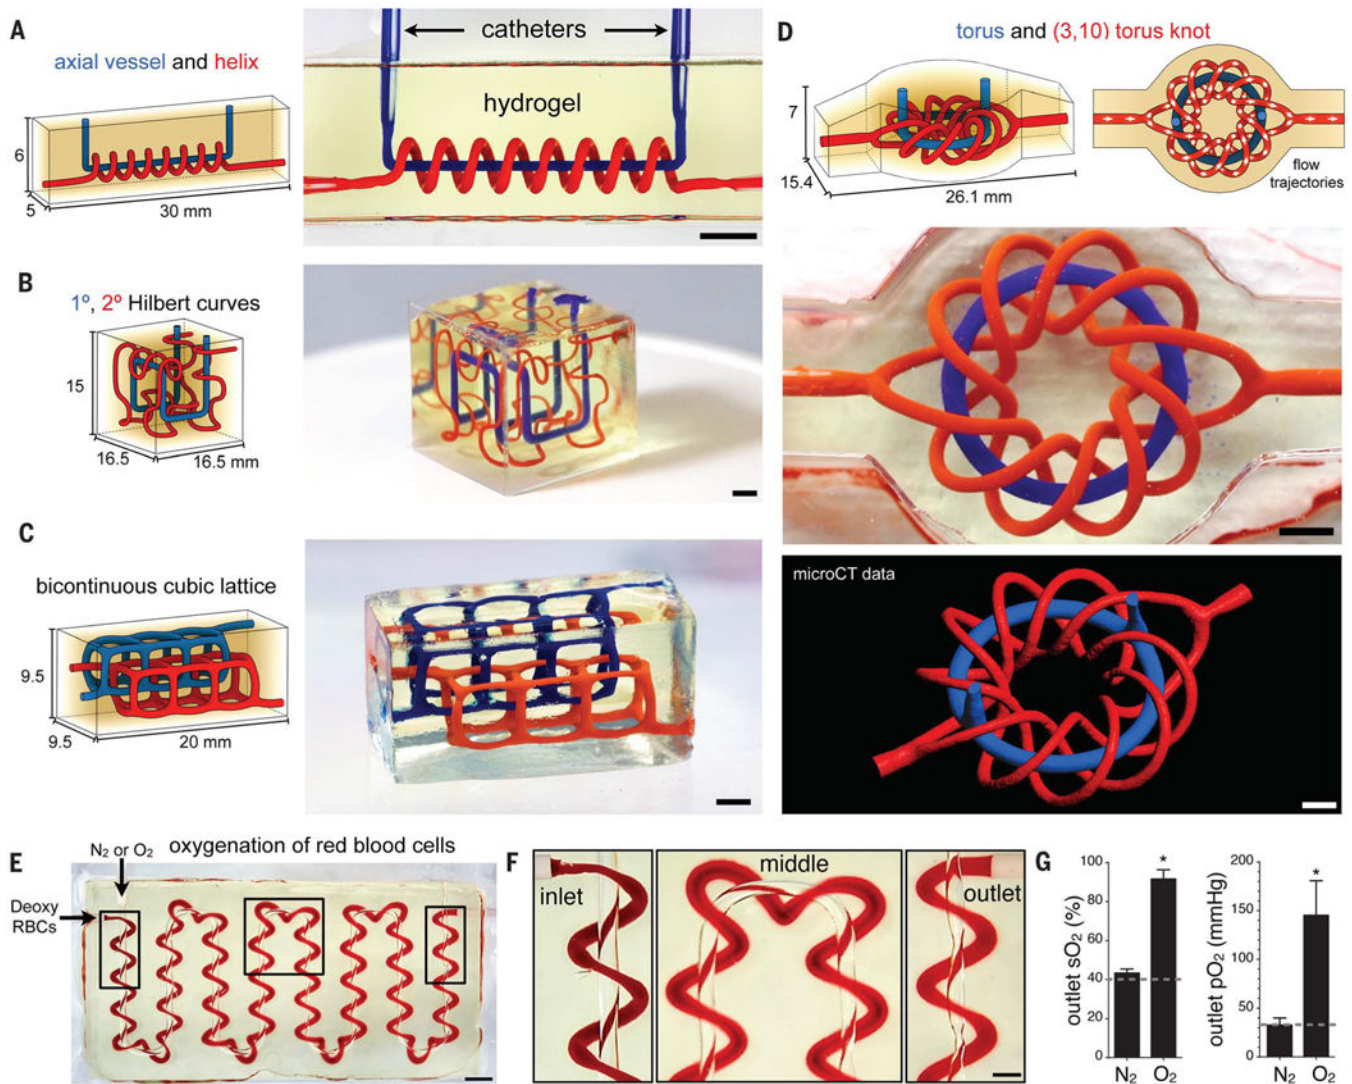 A
axial vessel and helix
6
5
30 mm
catheters
hydrogel
B
1º, 2º Hilbert curves
15
16.5
16.5 mm
C
bicontinuous cubic lattice
9.5
9.5
20 mm
D
torus and (3,10) torus knot
7
15.4
26.1 mm
flow
trajectories
microCT data
E
N₂ or O₂
oxygenation of red blood cells
Deoxy
RBCs
F
inlet
middle
outlet
G
outlet sO₂ (%)
100
80
60
40
20
0
*
N₂
O₂
outlet pO₂ (mmHg)
200
150
100
50
0
*
N₂
O₂